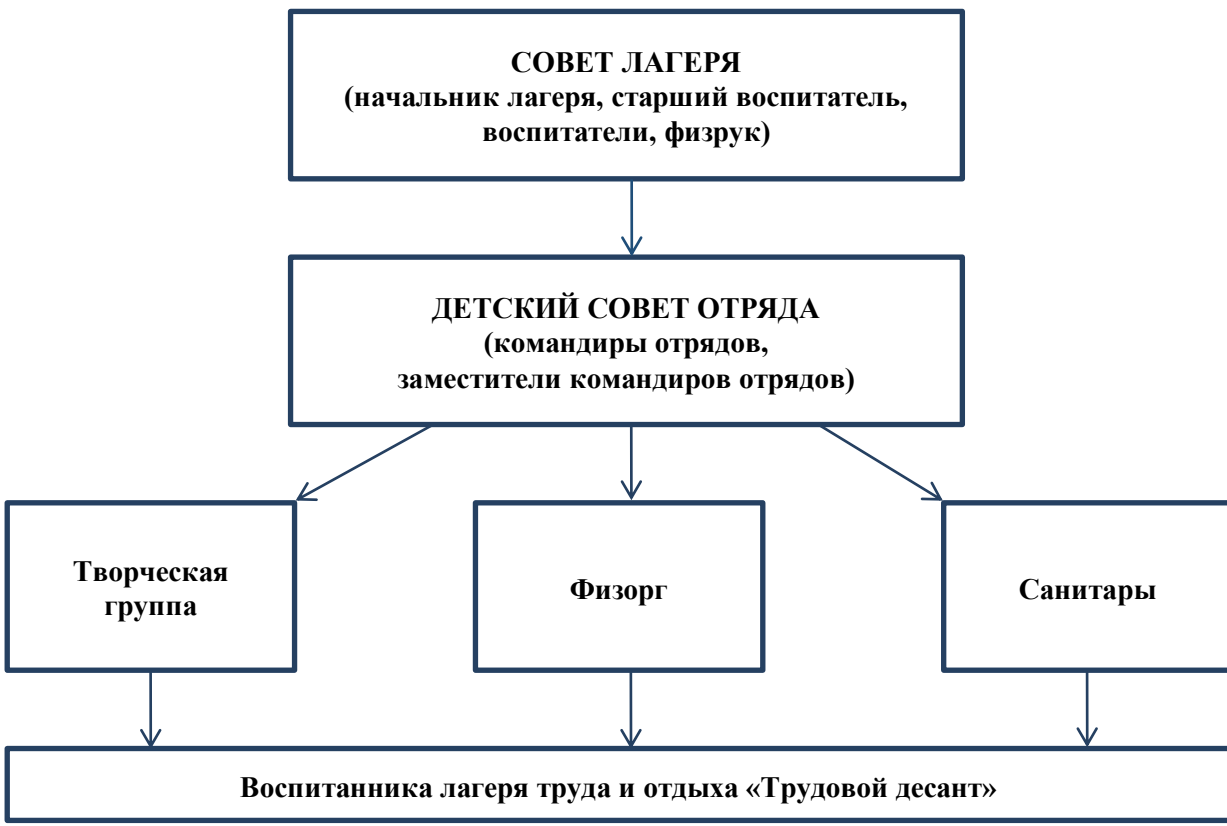 СОВЕТ ЛАГЕРЯ
(начальник лагеря, старший воспитатель,
воспитатели, физрук)
ДЕТСКИЙ СОВЕТ ОТРЯДА
(командиры отрядов,
заместители командиров отрядов)
Творческая
группа
Физорг
Санитары
Воспитанника лагеря труда и отдыха «Трудовой десант»